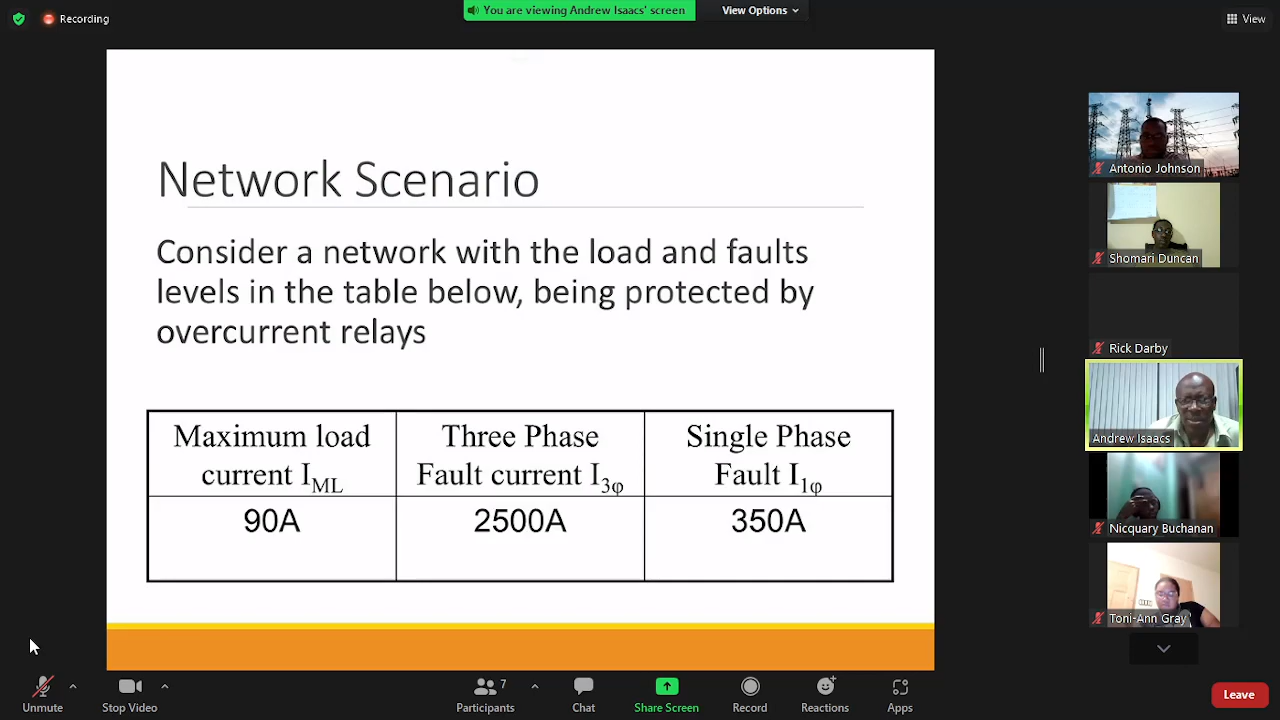 Recording
You are viewing Andrew Isaacs' screen
View Options
View
Network Scenario
Consider a network with the load and faults
levels in the table below, being protected by
overcurrent relays
Maximum load
current I_ML
Three Phase
Fault current I_3φ
Single Phase
Fault I_1φ
90A
2500A
350A
Antonio Johnson
Shomari Duncan
Rick Darby
Andrew Isaacs
Nicquary Buchanan
Toni-Ann Gray
Unmute
Stop Video
7
Participants
Chat
Share Screen
Record
Reactions
Apps
Leave